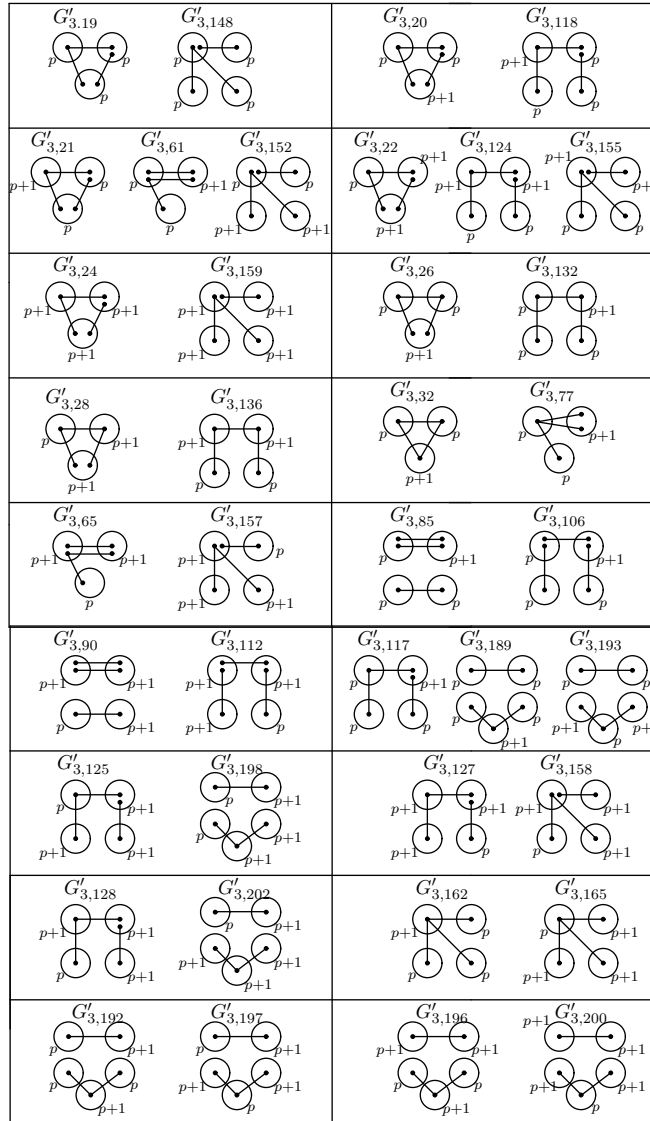 G′3.19 G′3,148 G′3,20 G′3,118
p p p p p p p+1 p
p p p p+1 p p
G′3,21 G′3,61 G′3,152 G′3,22 G′3,124 G′3,155
p+1 p p p+1 p p p p+1 p+1 p+1 p+1 p+
p p p+1 p+1 p+1 p p p p
G′3,24 G′3,159 G′3,26 G′3,132
p+1 p+1 p+1 p+1 p p p p
p+1 p+1 p+1 p+1 p p
G′3,28 G′3,136 G′3,32 G′3,77
p p+1 p+1 p+1 p p p p+1
p+1 p p p+1 p
G′3,65 G′3,157 G′3,85 G′3,106
p+1 p+1 p+1 p p p+1 p p+1
p p+1 p+1 p p p p
G′3,90 G′3,112 G′3,117 G′3,189 G′3,193
p+1 p+1 p+1 p+1 p p+1 p p p p
p+1 p+1 p+1 p p p p p p+1 p+1 p+ p
G′3,125 G′3,198 G′3,127 G′3,158
p p+1 p p+1 p+1 p+1 p+1 p+1
p+1 p+1 p p+1 p+1 p+1 p p p+1
G′3,128 G′3,202 G′3,162 G′3,165
p+1 p+1 p p+1 p+1 p p p+1
p p+1 p+1 p+1 p+1 p p p+1 p+1
G′3,192 G′3,197 G′3,196 G′3,200
p p+1 p p+1 p+1 p+1 p+1 p+1
p p p+1 p+1 p+1 p p p p+1 p+1 p+1 p